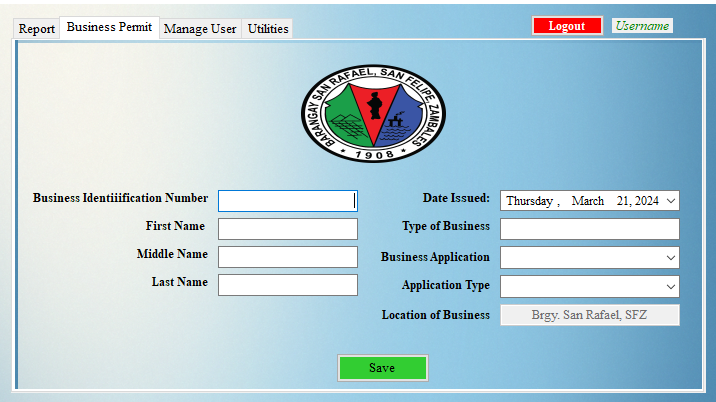 Report Business Permit Manage User Utilities Logout Username
BARANGAY SAN RAFAEL, SAN FELIPE, ZAMBALES
* 1908 *
Business Identiiification Number
First Name
Middle Name
Last Name
Date Issued: Thursday , March 21, 2024
Type of Business
Business Application
Application Type
Location of Business Brgy. San Rafael, SFZ
Save